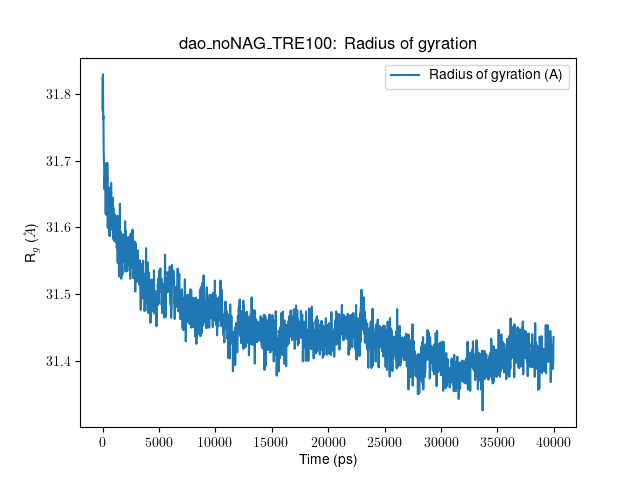 dao_noNAG_TRE100: Radius of gyration
Radius of gyration (A)
31.8
31.7
31.6
31.5
31.4
R_g (Å)
0 5000 10000 15000 20000 25000 30000 35000 40000
Time (ps)